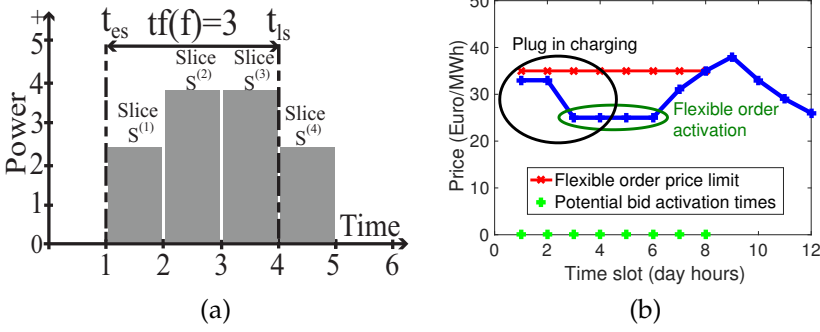 t_es tf(f)=3 t_ls
+
5
4
3
2
1
0
Power
Slice
S^(1)
Slice
S^(2)
Slice
S^(3)
Slice
S^(4)
Time
1 2 3 4 5 6
+
(a)
50
40
30
20
10
0
Price (Euro/MWh)
Plug in charging
Flexible order
activation
Flexible order price limit
Potential bid activation times
0 2 4 6 8 10 12
Time slot (day hours)
(b)